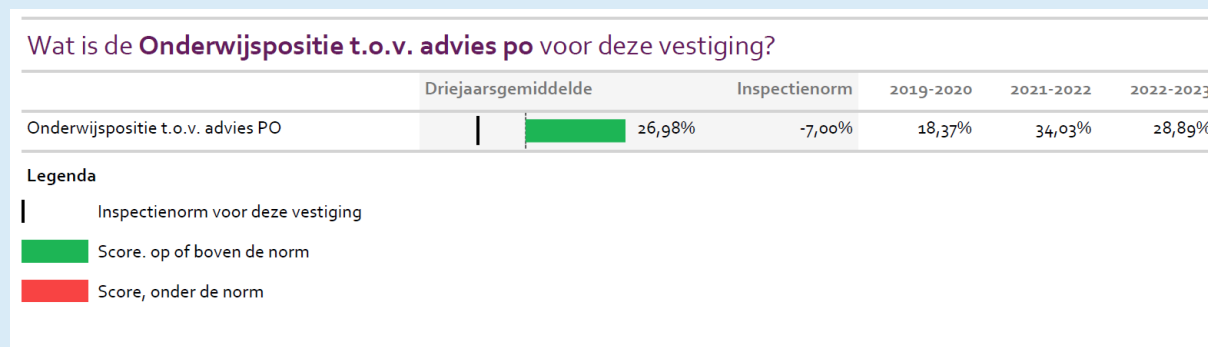 Wat is de Onderwijspositie t.o.v. advies po voor deze vestiging?
Driejaarsgemiddelde Inspectienorm 2019-2020 2021-2022 2022-2023
Onderwijspositie t.o.v. advies PO 26,98% -7,00% 18,37% 34,03% 28,89%
Legenda
Inspectienorm voor deze vestiging
Score. op of boven de norm
Score, onder de norm